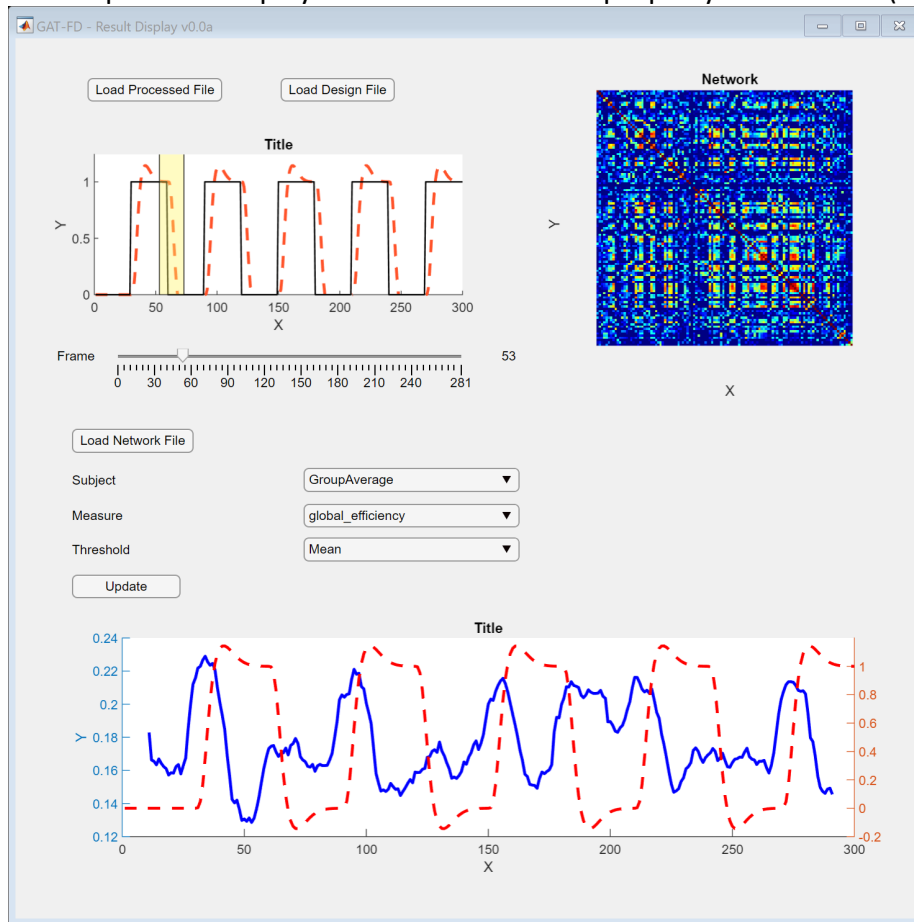 GAT-FD - Result Display v0.0a
Load Processed File
Load Design File
Title
Y
1
0.5
0
0 50 100 150 200 250 300
X
Network
Y
X
Frame
53
0 30 60 90 120 150 180 210 240 281
Load Network File
Subject
GroupAverage
Measure
global_efficiency
Threshold
Mean
Update
Title
Y
0.24
0.22
0.2
0.18
0.16
0.14
0.12
1
0.8
0.6
0.4
0.2
0
-0.2
0 50 100 150 200 250 300
X